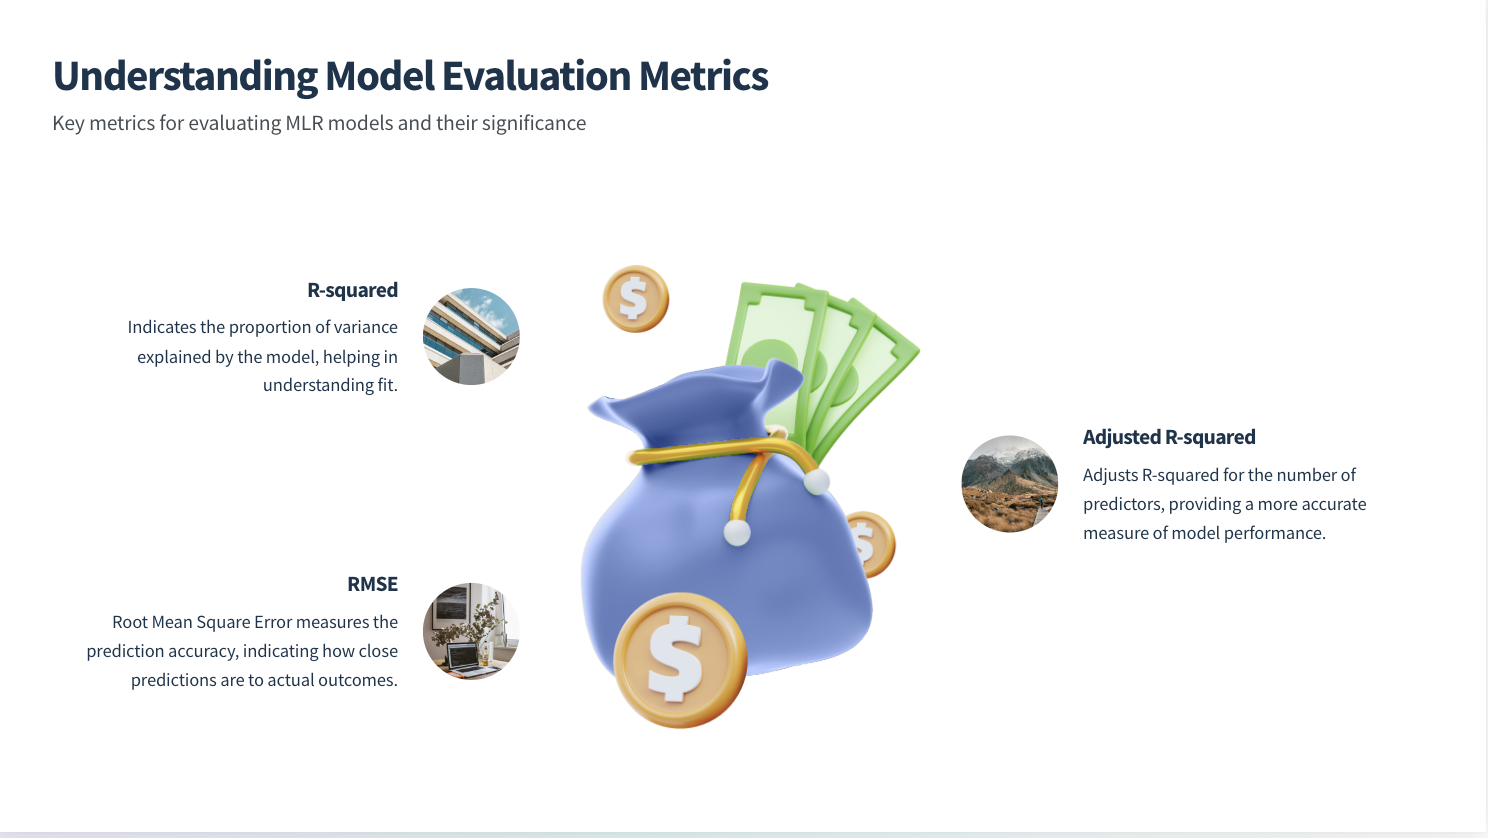 Understanding Model Evaluation Metrics
Key metrics for evaluating MLR models and their significance
R-squared
Indicates the proportion of variance
explained by the model, helping in
understanding fit.
RMSE
Root Mean Square Error measures the
prediction accuracy, indicating how close
predictions are to actual outcomes.
$
$
$
Adjusted R-squared
Adjusts R-squared for the number of
predictors, providing a more accurate
measure of model performance.